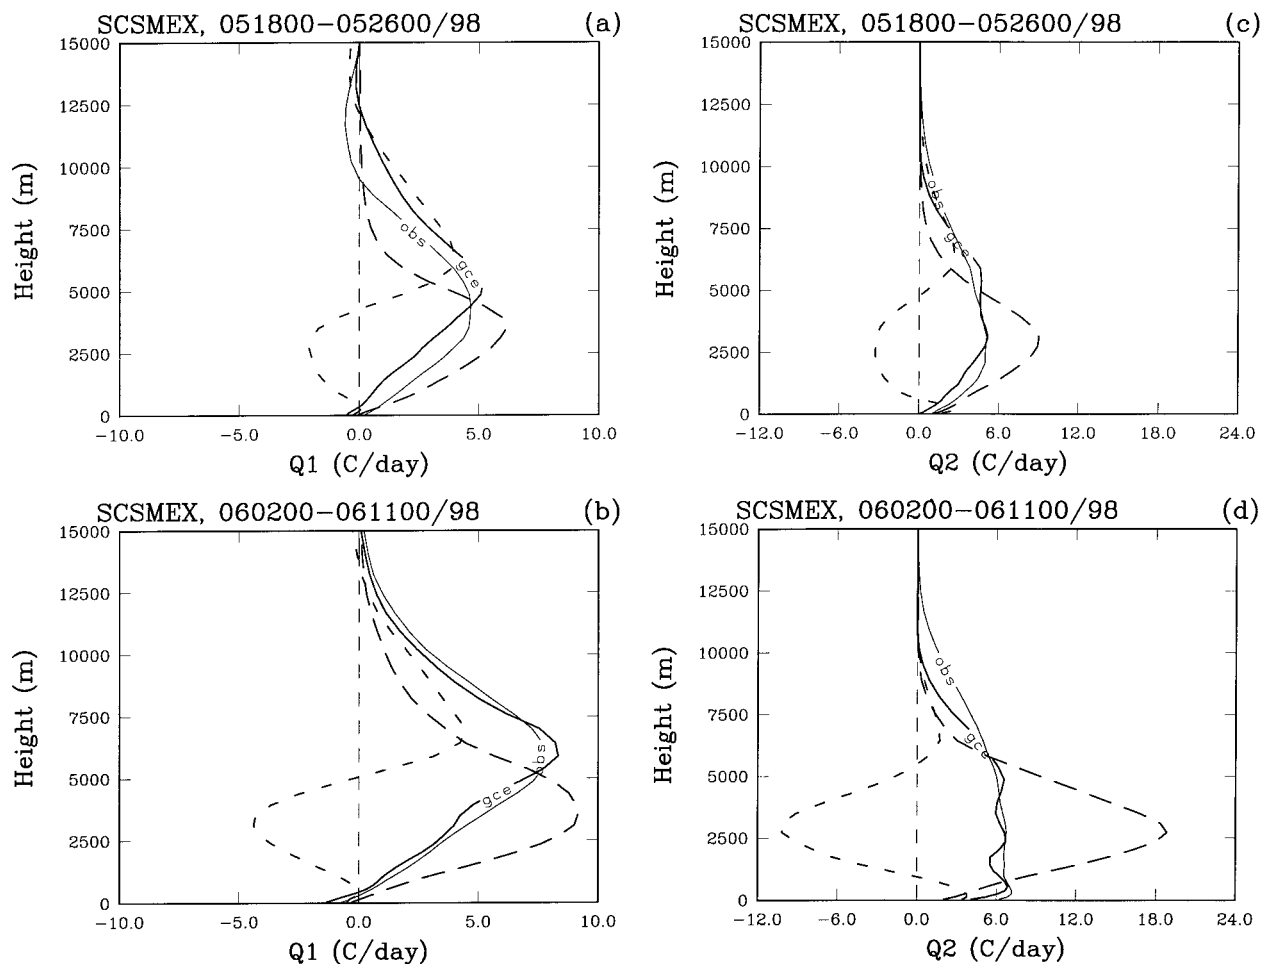 SCSMEX, 051800−052600/98 (a)
15000
12500
10000
7500
5000
2500
0
Height (m)
obs
gce
−10.0 −5.0 0.0 5.0 10.0
Q1 (C/day)
SCSMEX, 051800−052600/98 (c)
15000
12500
10000
7500
5000
2500
0
Height (m)
obs
gce
−12.0 −6.0 0.0 6.0 12.0 18.0 24.0
Q2 (C/day)
SCSMEX, 060200−061100/98 (b)
15000
12500
10000
7500
5000
2500
0
Height (m)
obs
gce
−10.0 −5.0 0.0 5.0 10.0
Q1 (C/day)
SCSMEX, 060200−061100/98 (d)
15000
12500
10000
7500
5000
2500
0
Height (m)
obs
gce
−12.0 −6.0 0.0 6.0 12.0 18.0 24.0
Q2 (C/day)